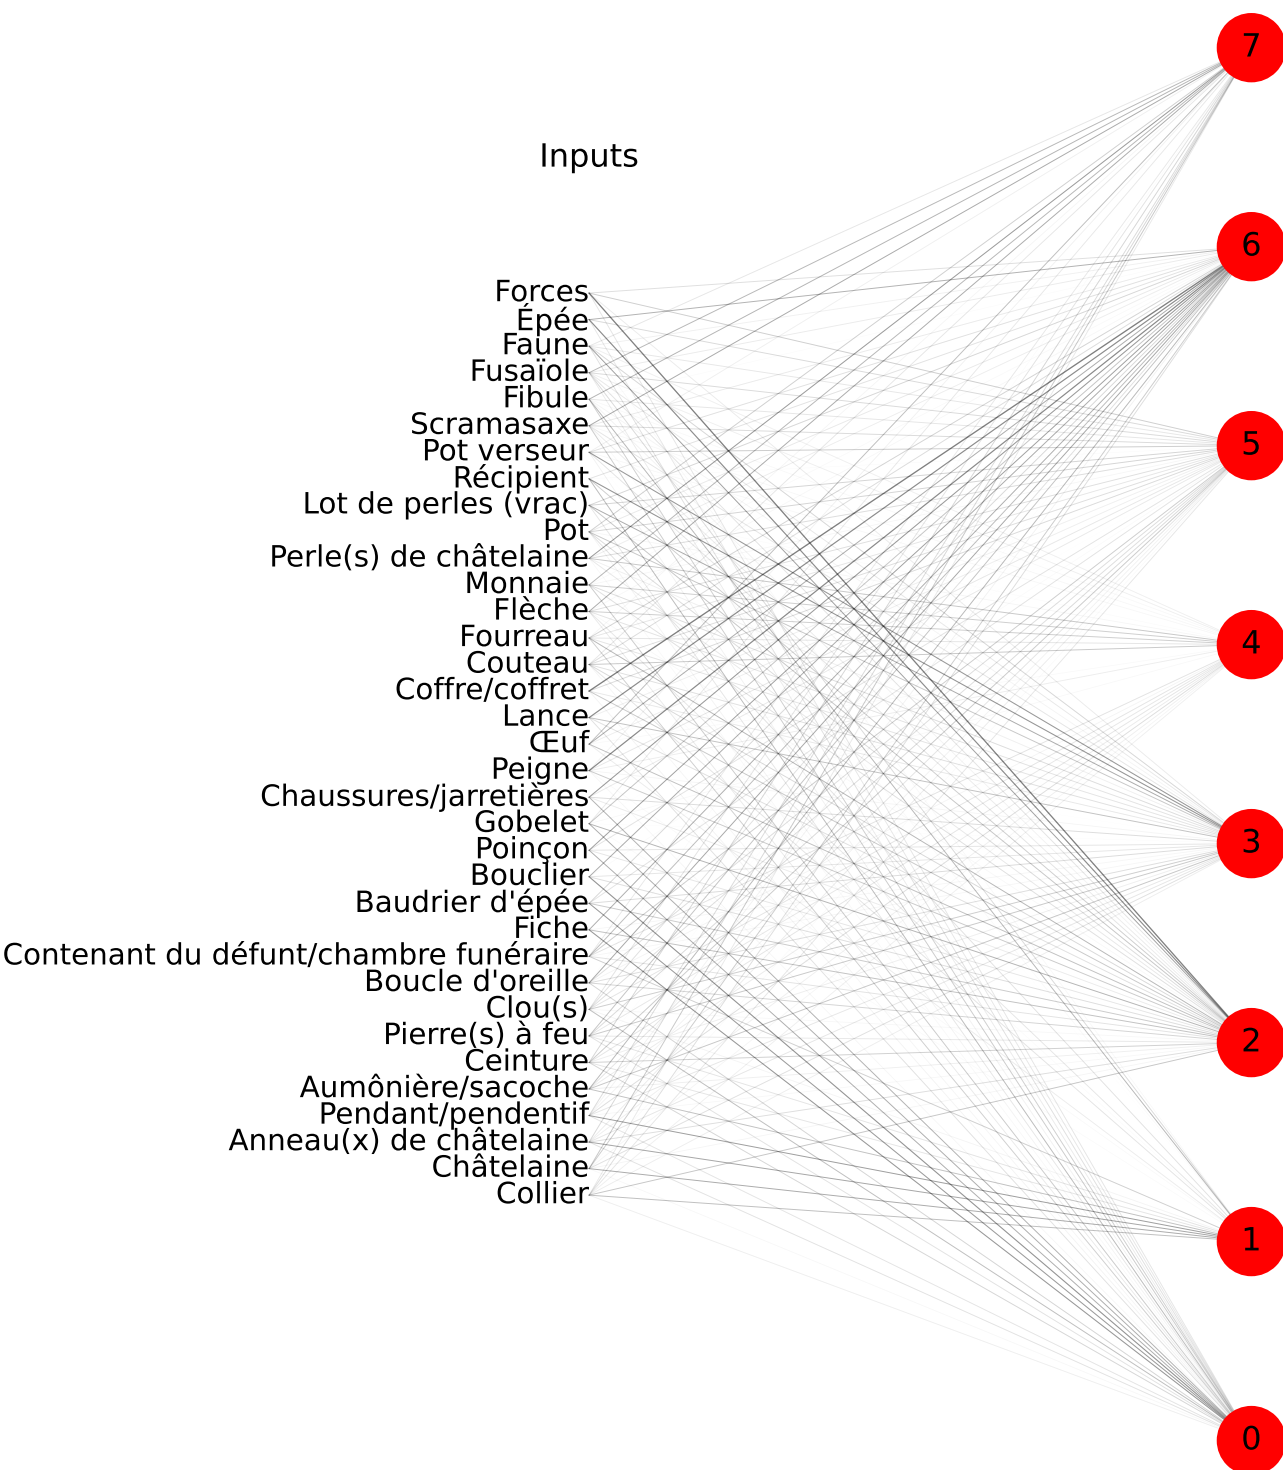 7
Inputs
6
Forces
Épée
Faune
Fusaïole
Fibule
Scramasaxe
Pot verseur
5
Récipient
Lot de perles (vrac)
Pot
Perle(s) de châtelaine
Monnaie
Flèche
Fourreau
4
Couteau
Coffre/coffret
Lance
Œuf
Peigne
Chaussures/jarretières
Gobelet
3
Poinçon
Bouclier
Baudrier d'épée
Fiche
Contenant du défunt/chambre funéraire
Boucle d'oreille
Clou(s)
Pierre(s) à feu
2
Ceinture
Aumônière/sacoche
Pendant/pendentif
Anneau(x) de châtelaine
Châtelaine
Collier
1
0